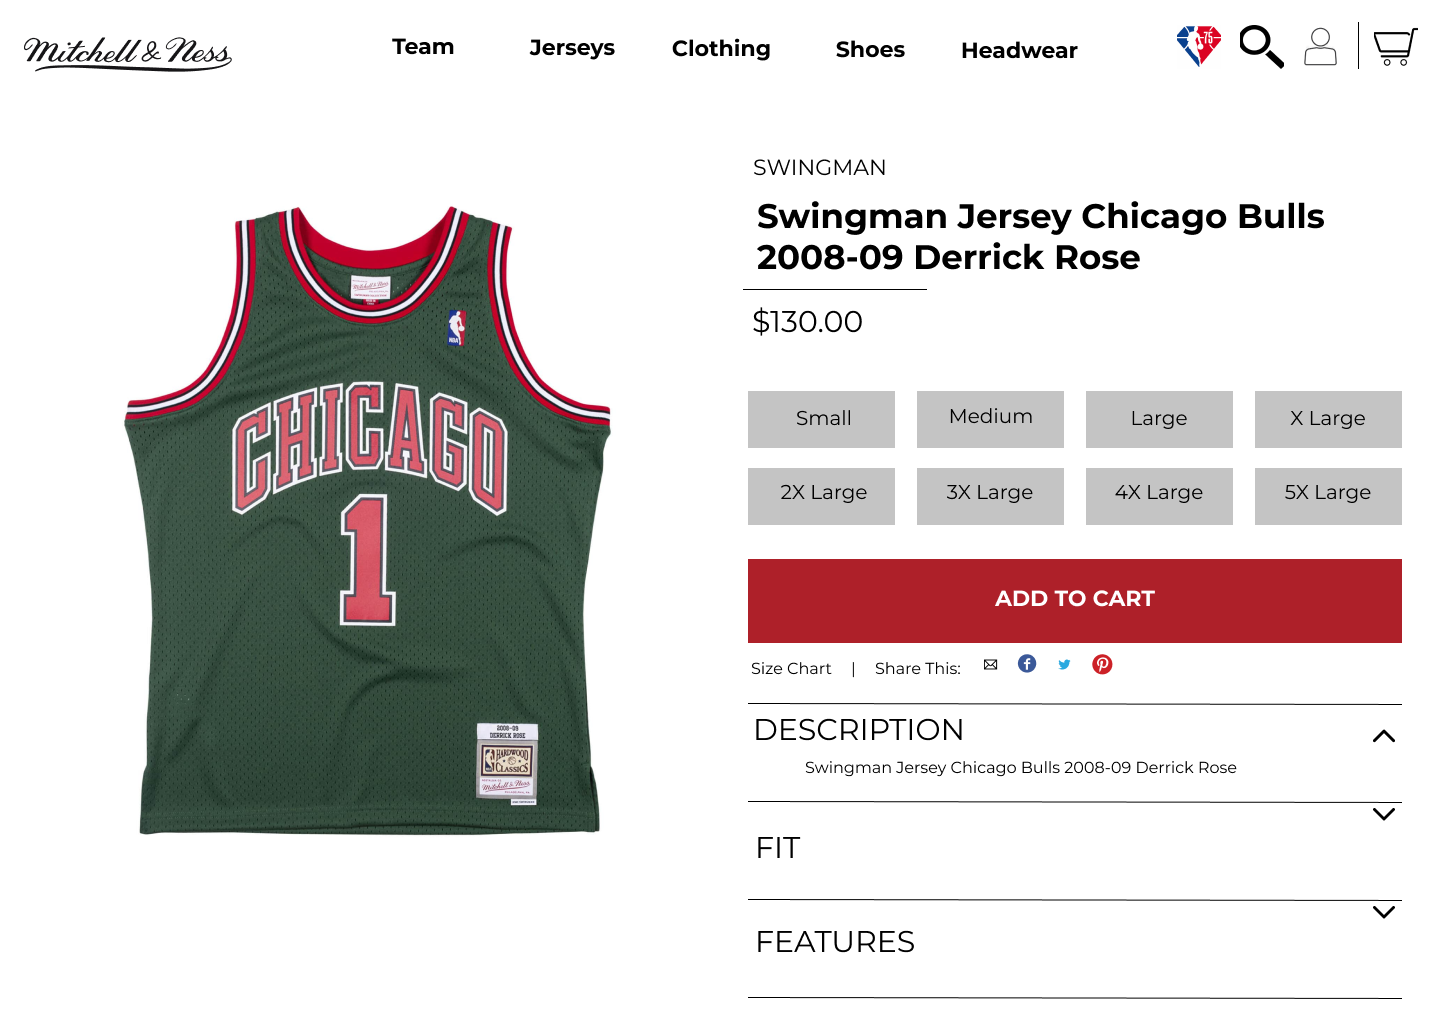 Mitchell & Ness
Team
Jerseys
Clothing
Shoes
Headwear
75
SWINGMAN
Swingman Jersey Chicago Bulls
2008-09 Derrick Rose
$130.00
Small
Medium
Large
X Large
2X Large
3X Large
4X Large
5X Large
ADD TO CART
Size Chart | Share This:
DESCRIPTION
Swingman Jersey Chicago Bulls 2008-09 Derrick Rose
FIT
FEATURES
Mitchell & Ness
NBA
CHICAGO
1
2008-09
DERRICK ROSE
HARDWOOD
CLASSICS
Mitchell & Ness